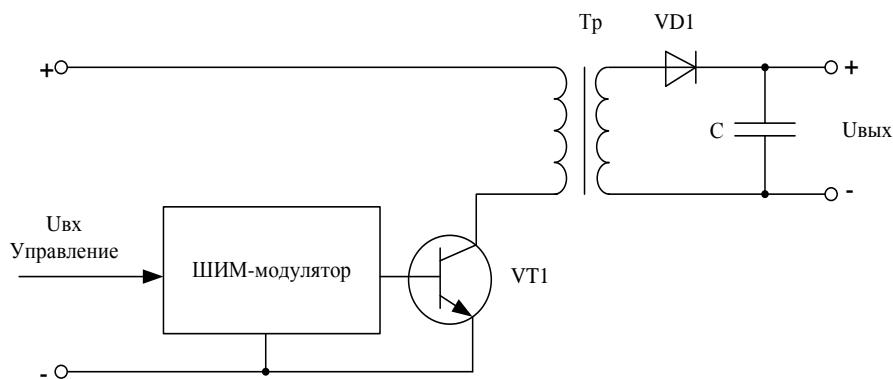 Тр
VD1
+
+
C
Uвых
-
Uвх
Управление
ШИМ-модулятор
VT1
-